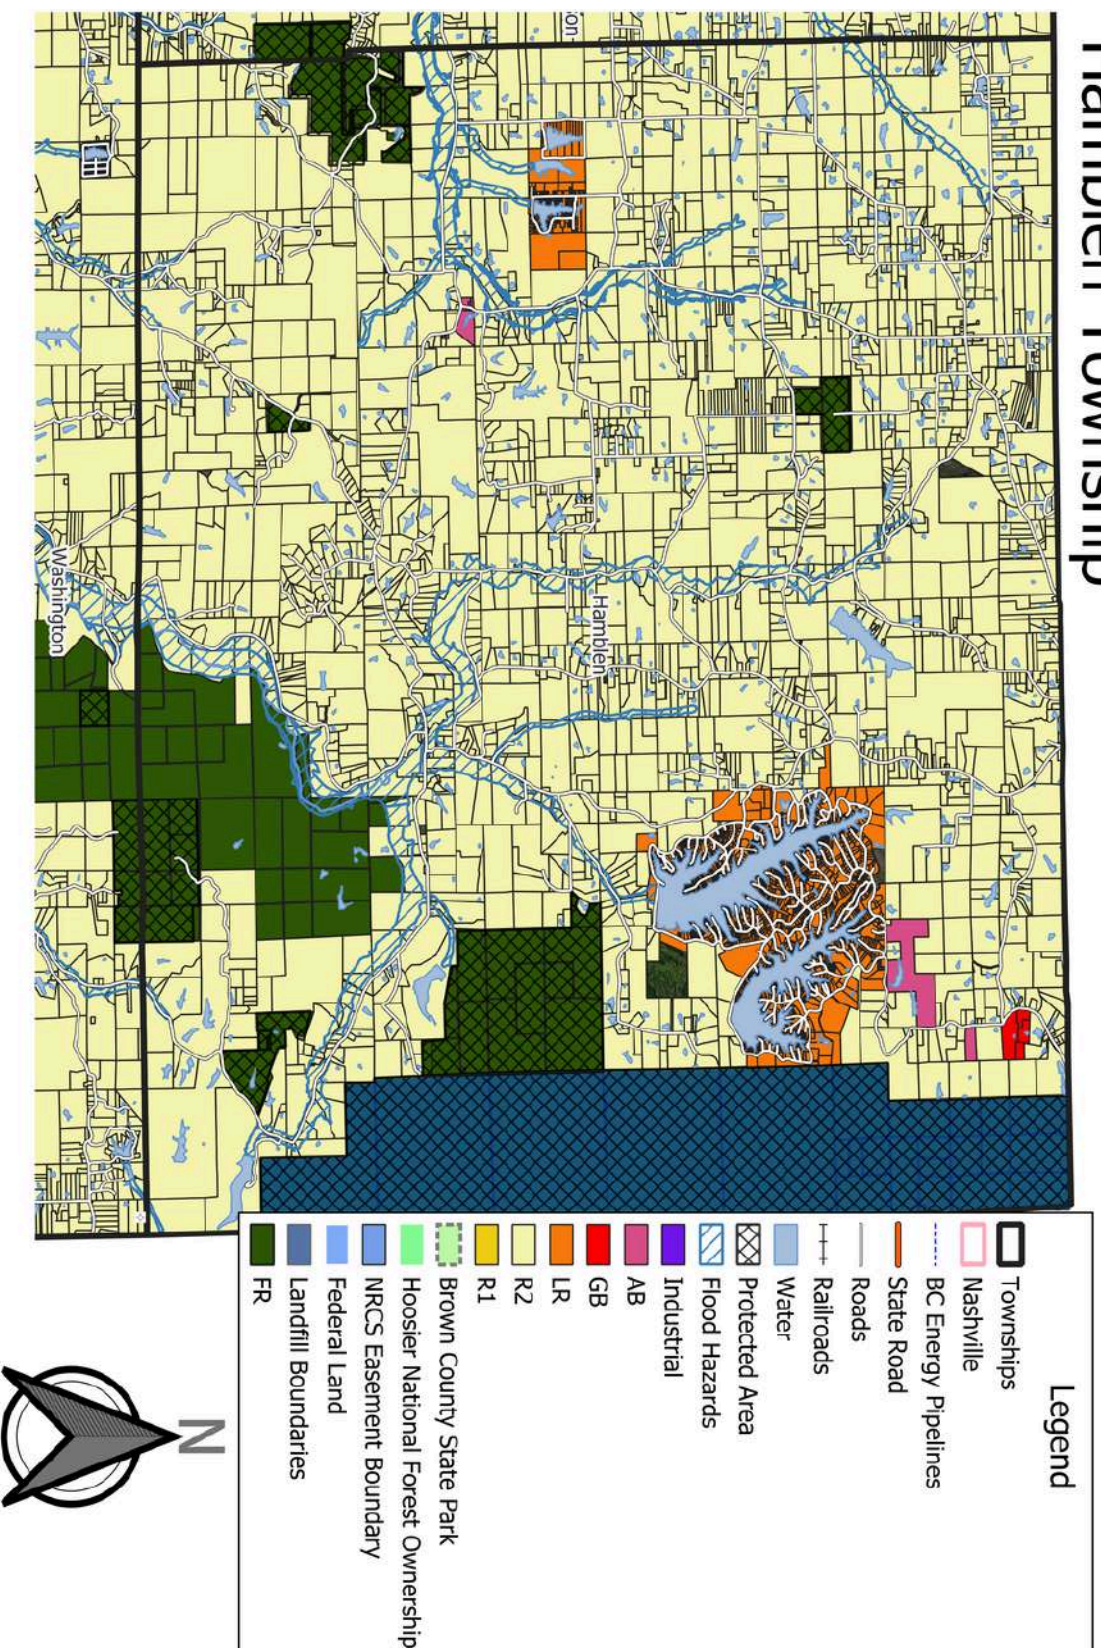 Hamblen Township
Hamblen
Washington
son
Legend
Townships
Nashville
BC Energy Pipelines
State Road
Roads
Railroads
Water
Protected Area
Flood Hazards
Industrial
AB
GB
LR
R2
R1
Brown County State Park
Hoosier National Forest Ownership
NRCS Easement Boundary
Federal Land
Landfill Boundaries
FR
N